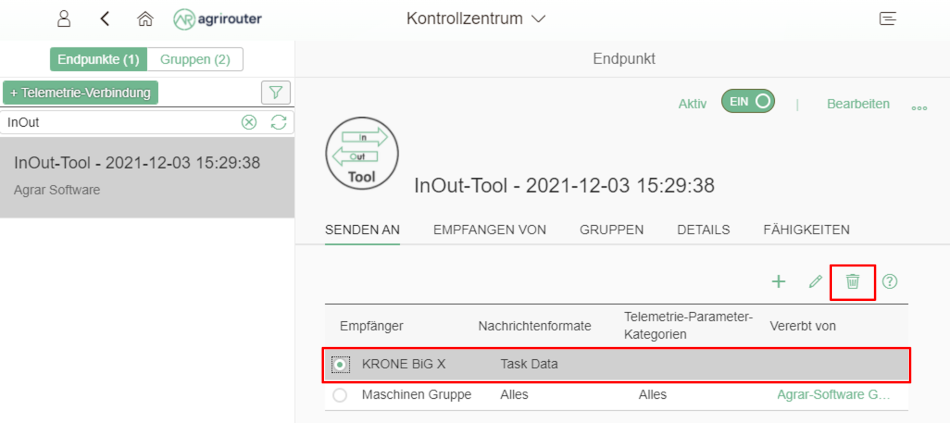 agrirouter
Kontrollzentrum
Endpunkte (1) Gruppen (2)
+ Telemetrie-Verbindung
InOut
InOut-Tool - 2021-12-03 15:29:38
Agrar Software
Endpunkt
Aktiv EIN | Bearbeiten
In
Out
Tool
InOut-Tool - 2021-12-03 15:29:38
SENDEN AN EMPFANGEN VON GRUPPEN DETAILS FÄHIGKEITEN
Empfänger Nachrichtenformate Telemetrie-Parameter-
Kategorien Vererbt von
KRONE BiG X Task Data
Maschinen Gruppe Alles Alles Agrar-Software G...